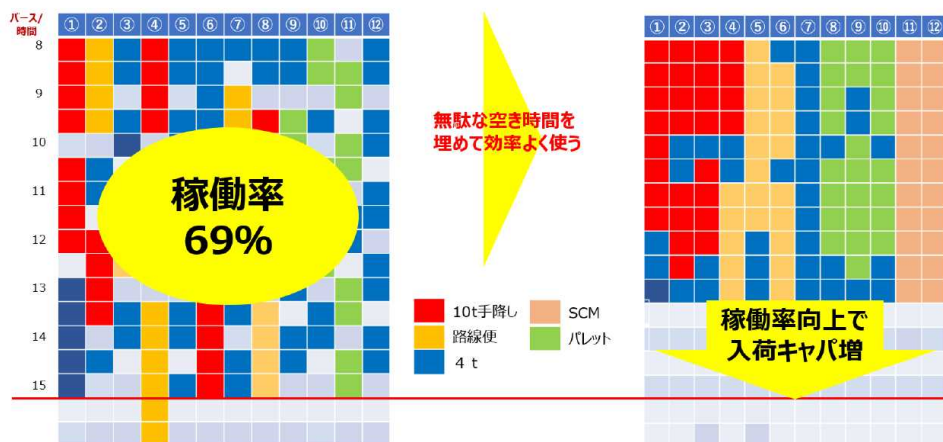 バース/
時間
① ② ③ ④ ⑤ ⑥ ⑦ ⑧ ⑨ ⑩ ⑪ ⑫
① ② ③ ④ ⑤ ⑥ ⑦ ⑧ ⑨ ⑩ ⑪ ⑫
8
9
10
11
12
13
14
15
稼働率
69%
無駄な空き時間を
埋めて効率よく使う
10t手降し
SCM
路線便
パレット
4 t
稼働率向上で
入荷キャパ増